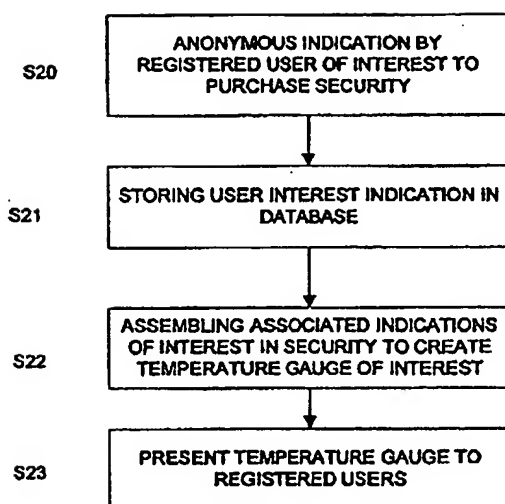 S20
ANONYMOUS INDICATION BY
REGISTERED USER OF INTEREST TO
PURCHASE SECURITY
S21
STORING USER INTEREST INDICATION IN
DATABASE
S22
ASSEMBLING ASSOCIATED INDICATIONS
OF INTEREST IN SECURITY TO CREATE
TEMPERATURE GAUGE OF INTEREST
S23
PRESENT TEMPERATURE GAUGE TO
REGISTERED USERS